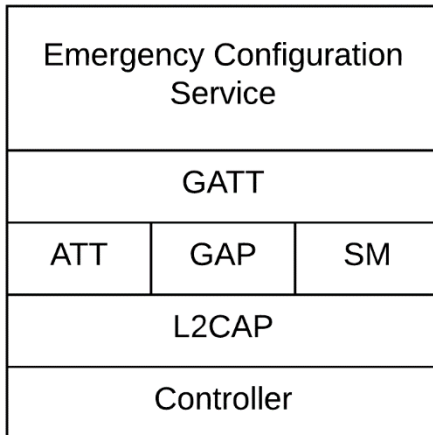 Emergency Configuration
Service
GATT
ATT GAP SM
L2CAP
Controller